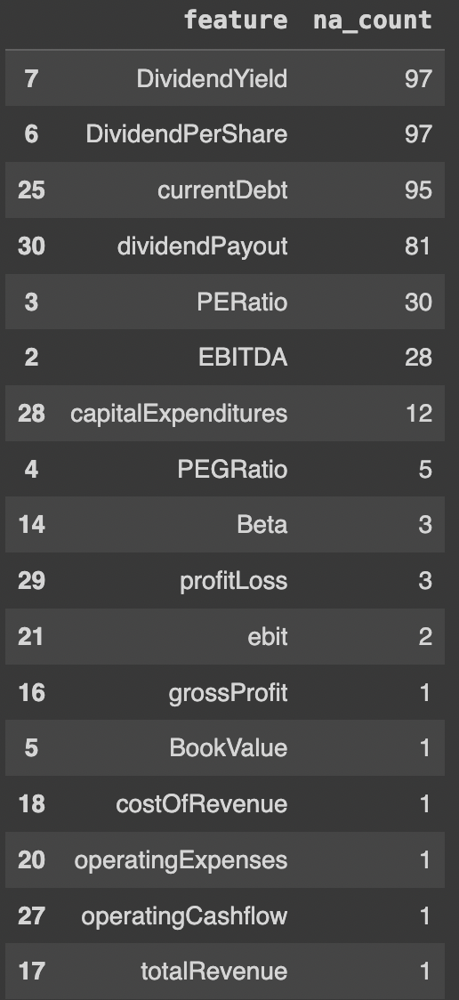 feature na_count
7 DividendYield 97
6 DividendPerShare 97
25 currentDebt 95
30 dividendPayout 81
3 PERatio 30
2 EBITDA 28
28 capitalExpenditures 12
4 PEGRatio 5
14 Beta 3
29 profitLoss 3
21 ebit 2
16 grossProfit 1
5 BookValue 1
18 costOfRevenue 1
20 operatingExpenses 1
27 operatingCashflow 1
17 totalRevenue 1